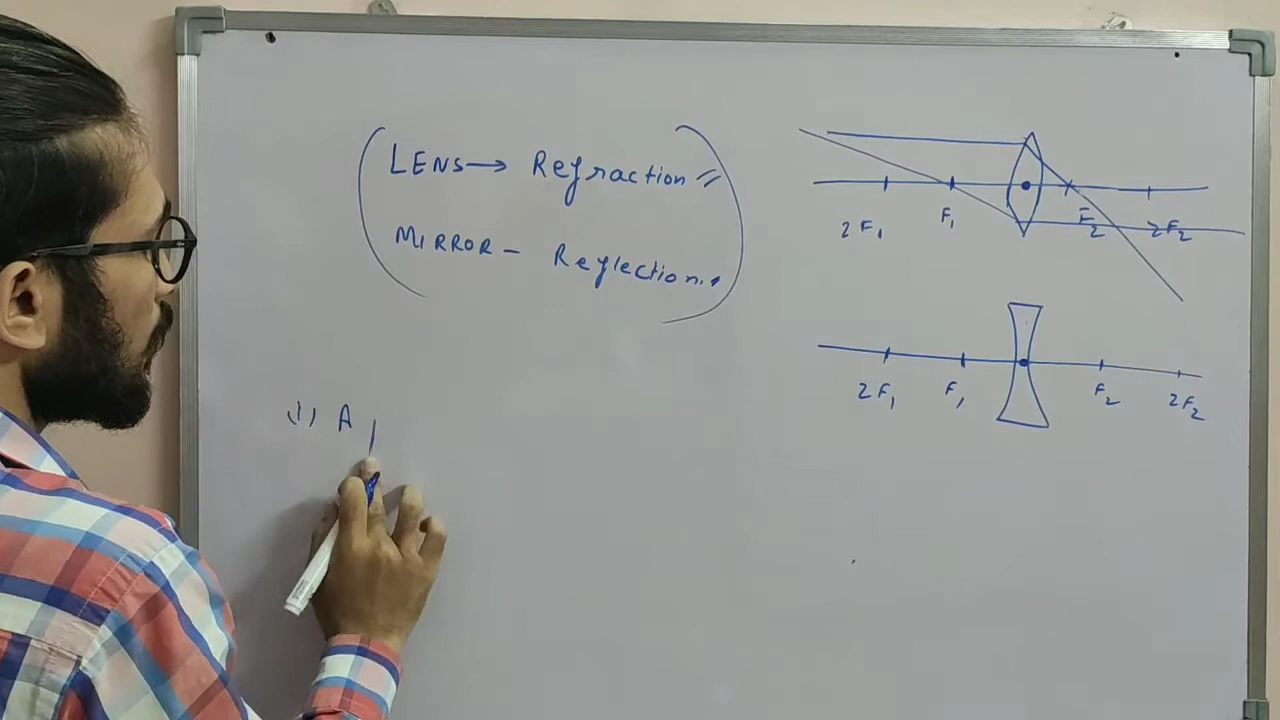 LENS → Refraction =
MIRROR - Reflection.
2F₁ F₁ F₂ 2F₂
2F₁ F₁ F₂ 2F₂
(1) A